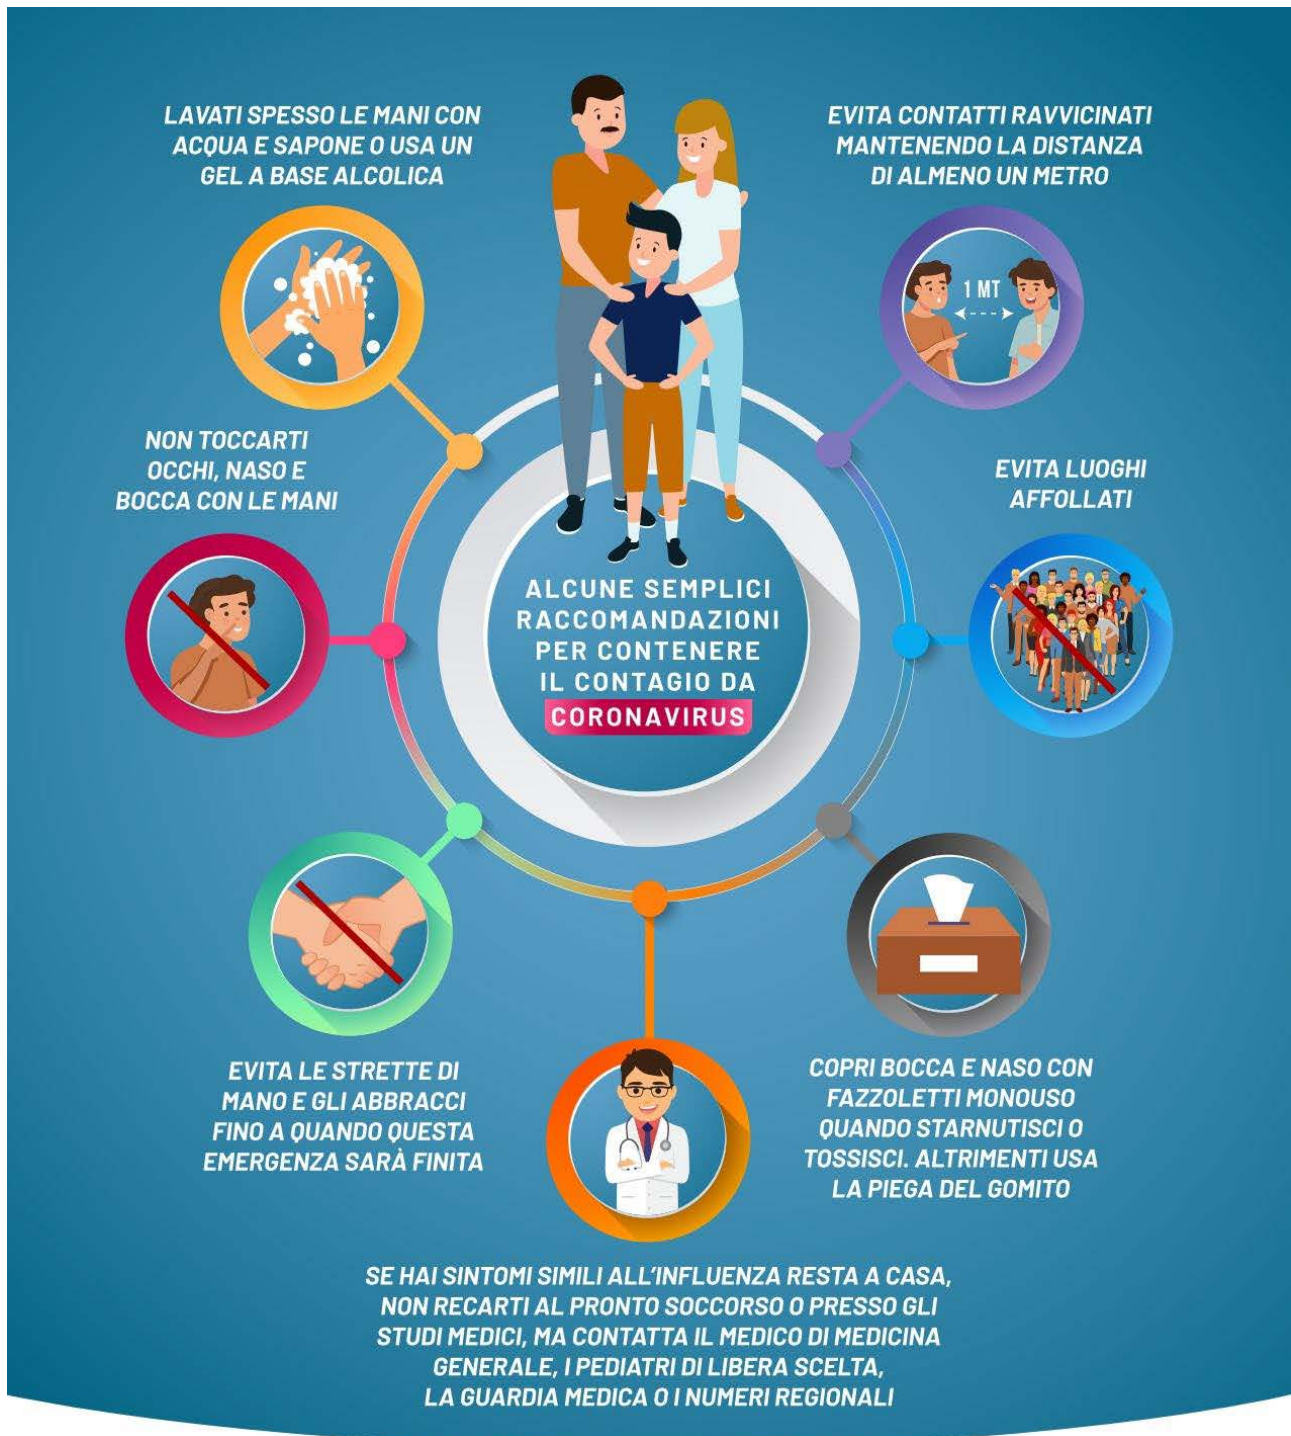 LAVATI SPESSO LE MANI CON
ACQUA E SAPONE O USA UN
GEL A BASE ALCOLICA
EVITA CONTATTI RAVVICINATI
MANTENENDO LA DISTANZA
DI ALMENO UN METRO
1 MT
NON TOCCARTI
OCCHI, NASO E
BOCCA CON LE MANI
EVITA LUOGHI
AFFOLLATI
ALCUNE SEMPLICI
RACCOMANDAZIONI
PER CONTENERE
IL CONTAGIO DA
CORONAVIRUS
EVITA LE STRETTE DI
MANO E GLI ABBRACCI
FINO A QUANDO QUESTA
EMERGENZA SARÀ FINITA
COPRI BOCCA E NASO CON
FAZZOLETTI MONOUSO
QUANDO STARNUTISCI O
TOSSISCI. ALTRIMENTI USA
LA PIEGA DEL GOMITO
SE HAI SINTOMI SIMILI ALL'INFLUENZA RESTA A CASA,
NON RECARTI AL PRONTO SOCCORSO O PRESSO GLI
STUDI MEDICI, MA CONTATTA IL MEDICO DI MEDICINA
GENERALE, I PEDIATRI DI LIBERA SCELTA,
LA GUARDIA MEDICA O I NUMERI REGIONALI